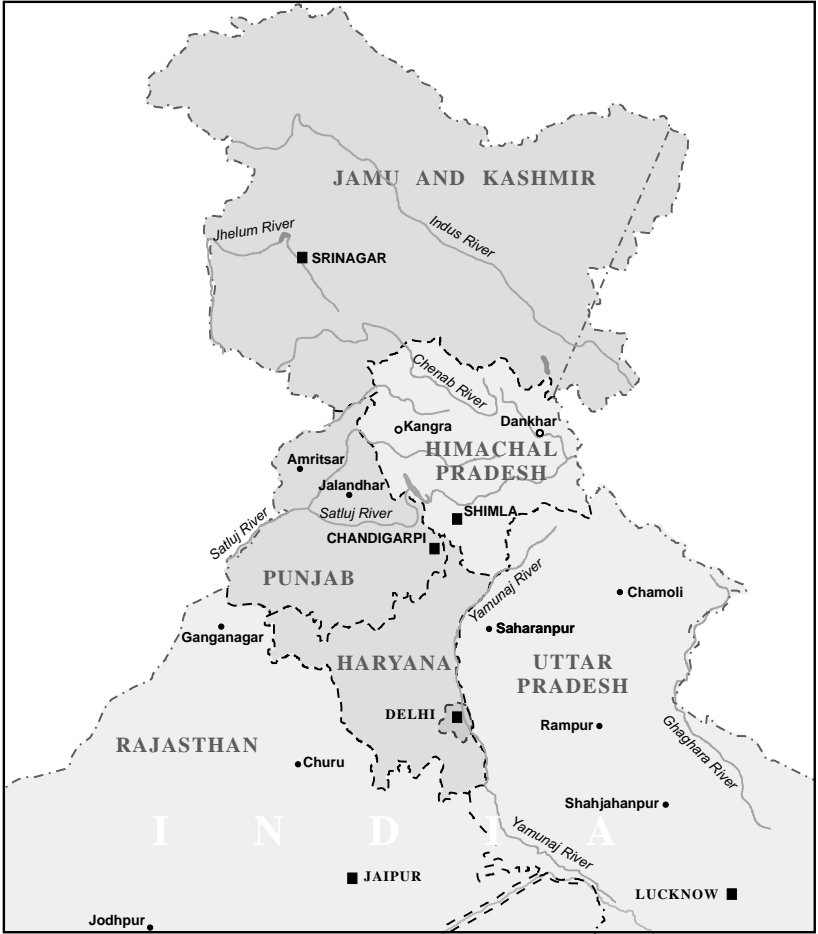 JAMU AND KASHMIR
Jhelum River
Indus River
SRINAGAR
Chenab River
Kangra
Dankhar
HIMACHAL
PRADESH
Amritsar
Jalandhar
Satluj River
SHIMLA
Satluj River
CHANDIGARPI
PUNJAB
Yamunaj River
Chamoli
Ganganagar
Saharanpur
HARYANA
UTTAR
PRADESH
DELHI
Rampur
RAJASTHAN
Ghaghara River
Churu
Shahjahanpur
I N D I A
Yamunaj River
JAIPUR
LUCKNOW
Jodhpur